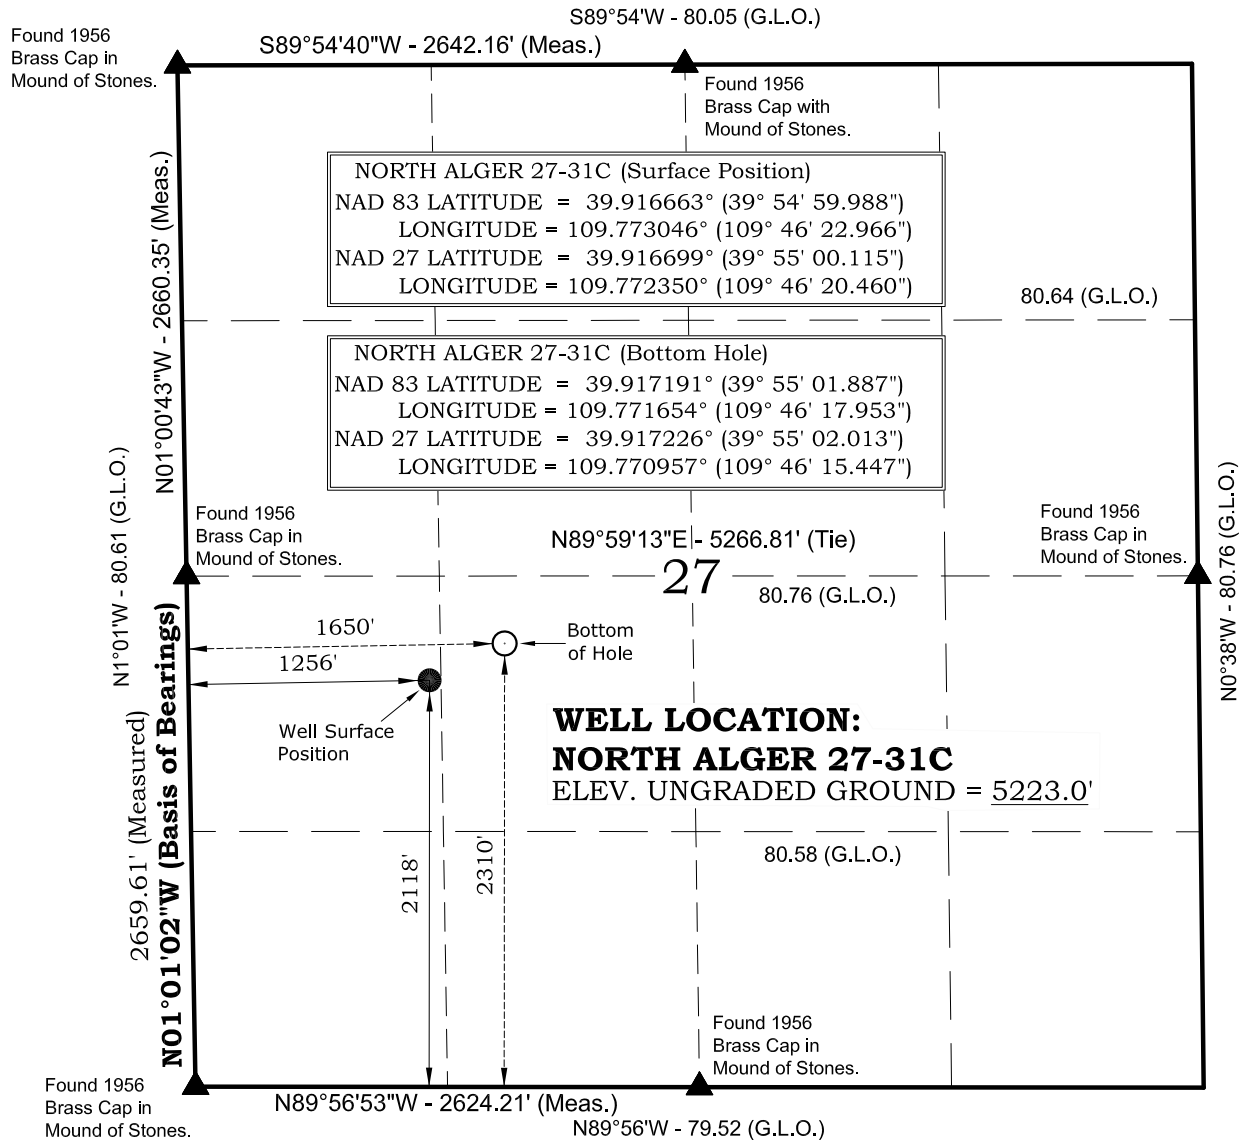 S89°54'W - 80.05 (G.L.O.)
S89°54'40"W - 2642.16' (Meas.)
Found 1956
Brass Cap in
Mound of Stones.
Found 1956
Brass Cap with
Mound of Stones.
N01°00'43"W - 2660.35' (Meas.)
NORTH ALGER 27-31C (Surface Position)
NAD 83 LATITUDE = 39.916663° (39° 54' 59.988")
LONGITUDE = 109.773046° (109° 46' 22.966")
NAD 27 LATITUDE = 39.916699° (39° 55' 00.115")
LONGITUDE = 109.772350° (109° 46' 20.460")
80.64 (G.L.O.)
NORTH ALGER 27-31C (Bottom Hole)
NAD 83 LATITUDE = 39.917191° (39° 55' 01.887")
LONGITUDE = 109.771654° (109° 46' 17.953")
NAD 27 LATITUDE = 39.917226° (39° 55' 02.013")
LONGITUDE = 109.770957° (109° 46' 15.447")
N1°01'W - 80.61 (G.L.O.)
Found 1956
Brass Cap in
Mound of Stones.
N89°59'13"E - 5266.81' (Tie)
27
80.76 (G.L.O.)
Found 1956
Brass Cap in
Mound of Stones.
N0°38'W - 80.76 (G.L.O.)
1650'
Bottom
of Hole
1256'
Well Surface
Position
WELL LOCATION:
NORTH ALGER 27-31C
ELEV. UNGRADED GROUND = 5223.0'
2659.61' (Measured)
N01°01'02"W (Basis of Bearings)
2118'
2310'
80.58 (G.L.O.)
Found 1956
Brass Cap in
Mound of Stones.
Found 1956
Brass Cap in
Mound of Stones.
N89°56'53"W - 2624.21' (Meas.)
N89°56'W - 79.52 (G.L.O.)